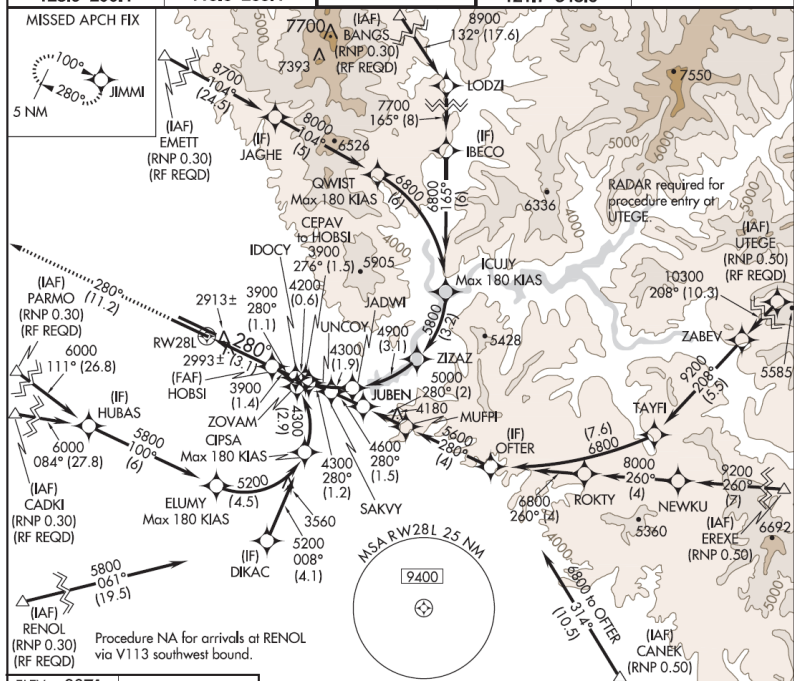 MISSED APCH FIX
100°
280°
JIMMI
5 NM
7700
7393
(IAF)
BANGS
(RNP 0.30)
(RF REQD)
8900
132° (17.6)
LODZI
7700
165° (8)
(IF)
IBECO
6800
165°
(9)
7550
5000
6000
8700
104°
(24.5)
(IAF)
EMETT
(RNP 0.30)
(RF REQD)
(IF)
JAGHE
8000
104°
(5)
6526
QWIST
Max 180 KIAS
6800
(6)
6336
4000
RADAR required for
procedure entry at
UTEGE.
(IAF)
UTEGE
(RNP 0.50)
(RF REQD)
10300
208° (10.3)
ZABEV
5585
CEPAV
to HOBSI
3900
276° (1.5)
5905
4000
IDOCY
4200
(0.6)
ICUJY
Max 180 KIAS
5800
(3.2)
280°
(11.2)
(IAF)
PARMO
(RNP 0.30)
(RF REQD)
2913±
3900
280°
(1.1)
JADWI
UNCOY
4900
(3.1)
4300
(1.9)
ZIZAZ
5428
RW28L
280°
2993±
(3.1)
(FAF)
HOBSI
3900
(1.4)
ZOVAM
5000
280° (2)
JUBEN
4180
MUFPI
9200
208°
(5.5)
TAYFI
6000
111° (26.8)
(IF)
HUBAS
6000
084° (27.8)
(IAF)
CADKI
(RNP 0.30)
(RF REQD)
5800
100°
(6)
CIPSA
Max 180 KIAS
4300
(2.9)
4300
280°
(1.2)
4600
280°
(1.5)
SAKVY
5600
280°
(4)
(IF)
OFTER
(7.6)
6800
ELUMY
Max 180 KIAS
5200
(4.5)
3560
6800
260° (4)
ROKTY
8000
260°
(4)
NEWKU
9200
260°
(7)
(IAF)
EREXE
(RNP 0.50)
5360
6692
(IF)
DIKAC
5200
008°
(4.1)
5800
061°
(19.5)
(IAF)
RENOL
(RNP 0.30)
(RF REQD)
Procedure NA for arrivals at RENOL
via V113 southwest bound.
MSA RW28L 25 NM
9400
4000
5000
6800 to OFTER
314°
(10.5)
(IAF)
CANEK
(RNP 0.50)